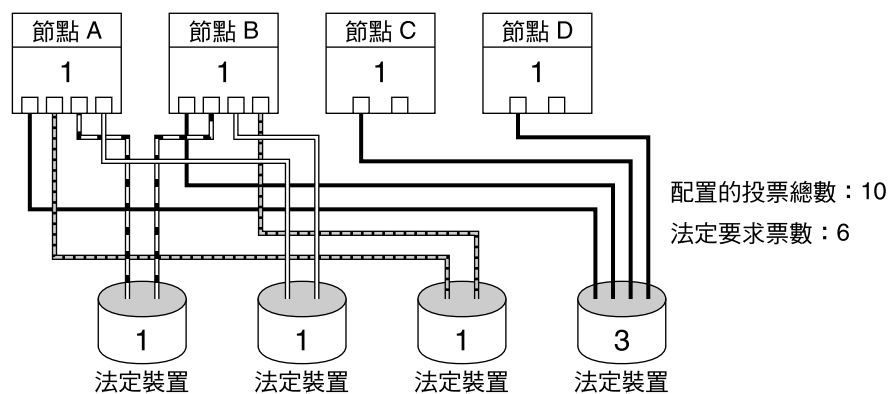 節點 A
節點 B
節點 C
節點 D
1
1
1
1
配置的投票總數：10
法定要求票數：6
1
1
1
3
法定裝置
法定裝置
法定裝置
法定裝置